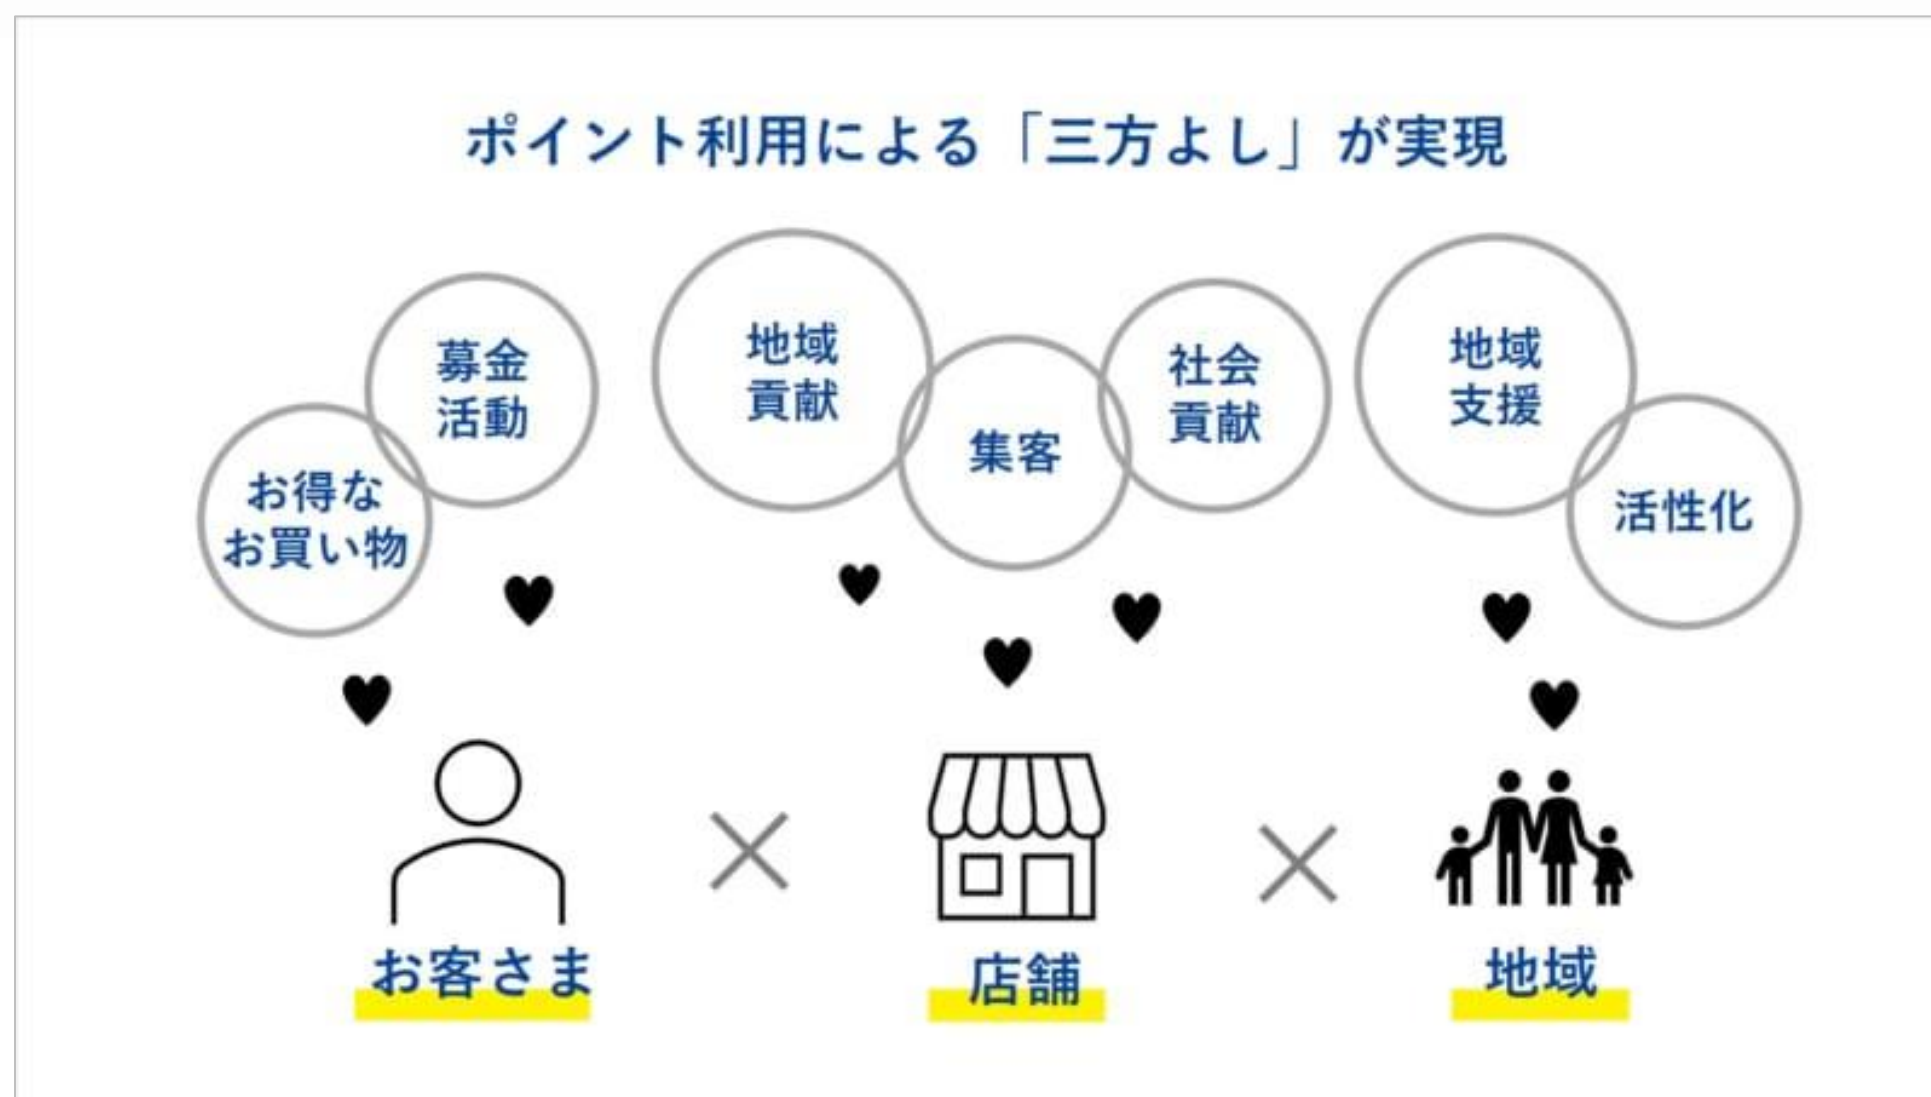 ポイント利用による「三方よし」が実現
お得な
お買い物
募金
活動
地域
貢献
集客
社会
貢献
地域
支援
活性化
お客さま
店舗
地域